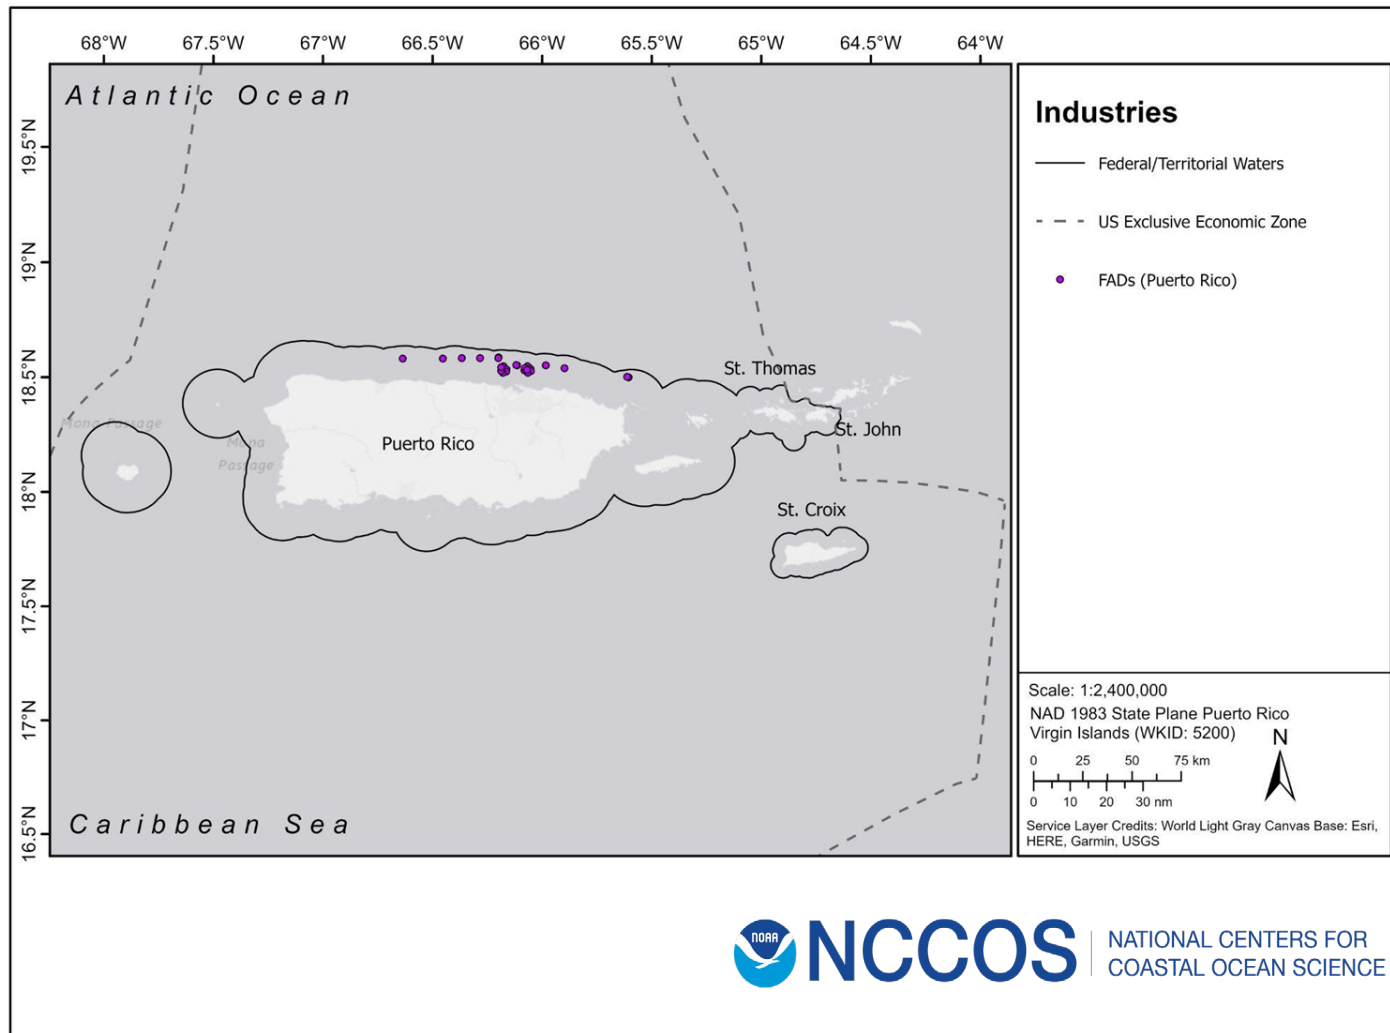 68°W 67.5°W 67°W 66.5°W 66°W 65.5°W 65°W 64.5°W 64°W
19.5°N
19°N
18.5°N
18°N
17.5°N
17°N
16.5°N
Atlantic Ocean
St. Thomas
St. John
Mona Passage
Mona
Passage
Puerto Rico
St. Croix
Caribbean Sea
Industries
Federal/Territorial Waters
US Exclusive Economic Zone
FADs (Puerto Rico)
Scale: 1:2,400,000
NAD 1983 State Plane Puerto Rico
Virgin Islands (WKID: 5200)
N
0 25 50 75 km
0 10 20 30 nm
Service Layer Credits: World Light Gray Canvas Base: Esri,
HERE, Garmin, USGS
NOAA
NCCOS
NATIONAL CENTERS FOR
COASTAL OCEAN SCIENCE